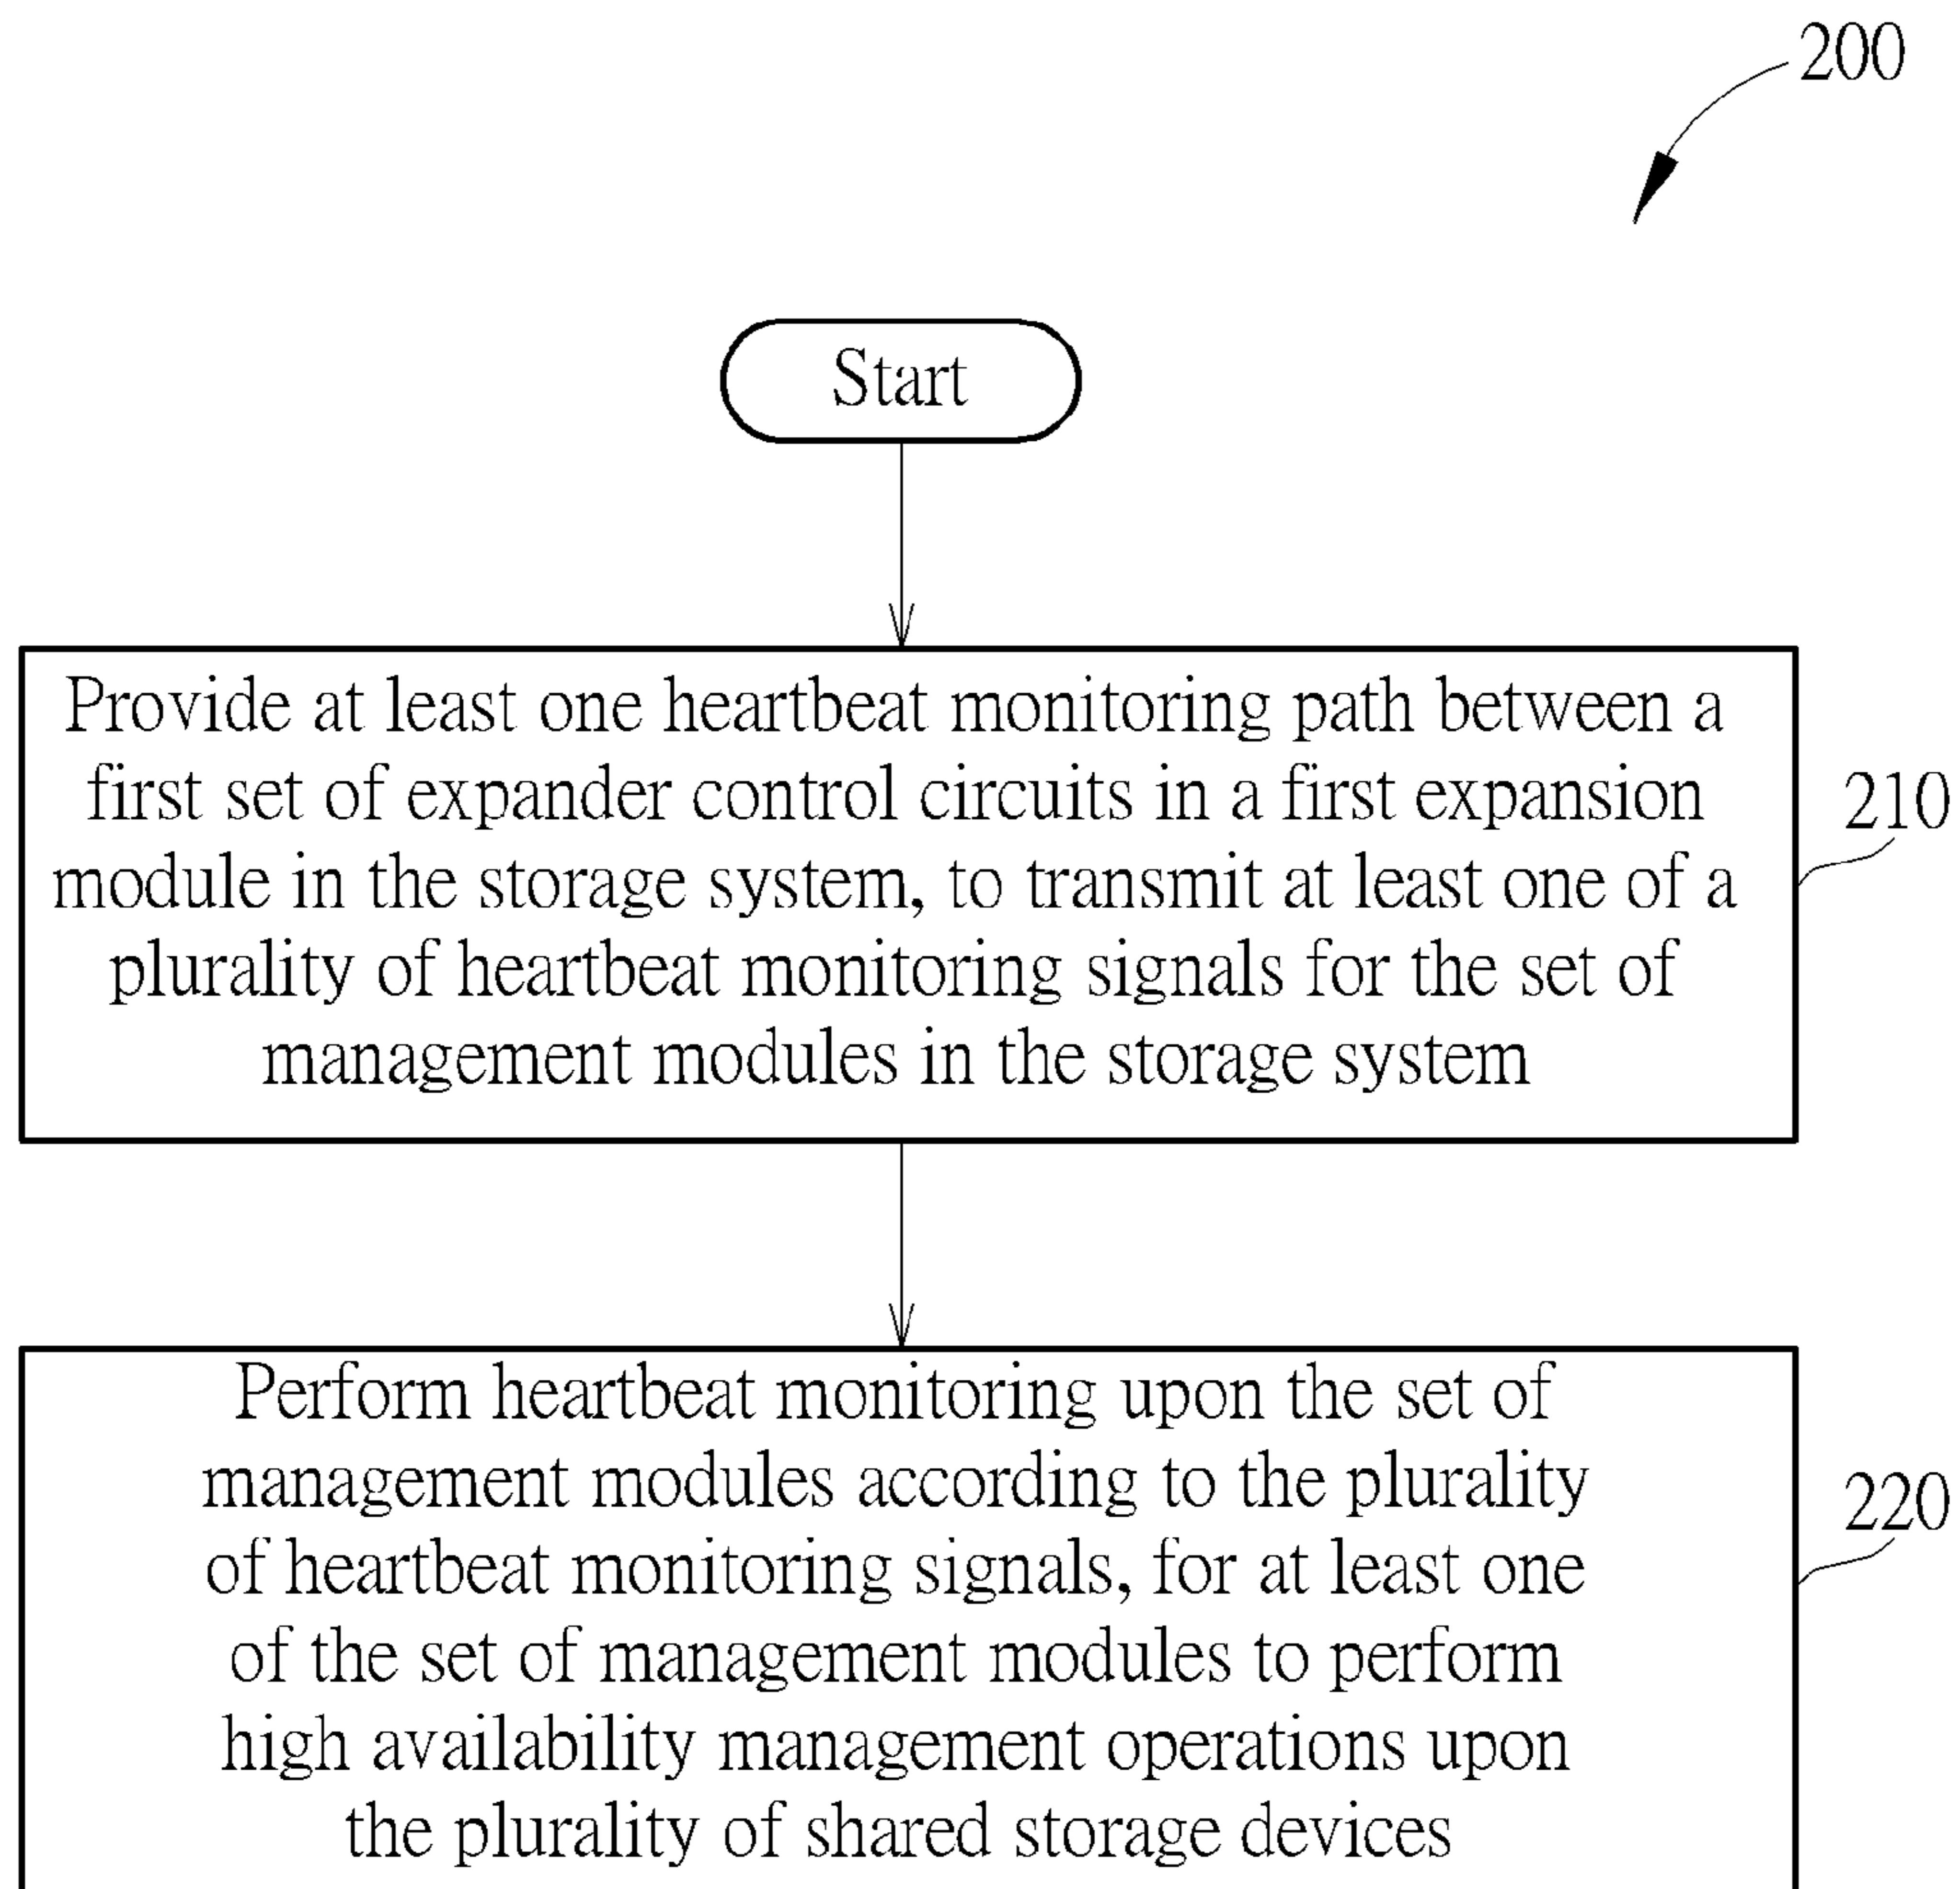 200
Start
Provide at least one heartbeat monitoring path between a
first set of expander control circuits in a first expansion
module in the storage system, to transmit at least one of a
plurality of heartbeat monitoring signals for the set of
management modules in the storage system
210
Perform heartbeat monitoring upon the set of
management modules according to the plurality
of heartbeat monitoring signals, for at least one
of the set of management modules to perform
high availability management operations upon
the plurality of shared storage devices
220